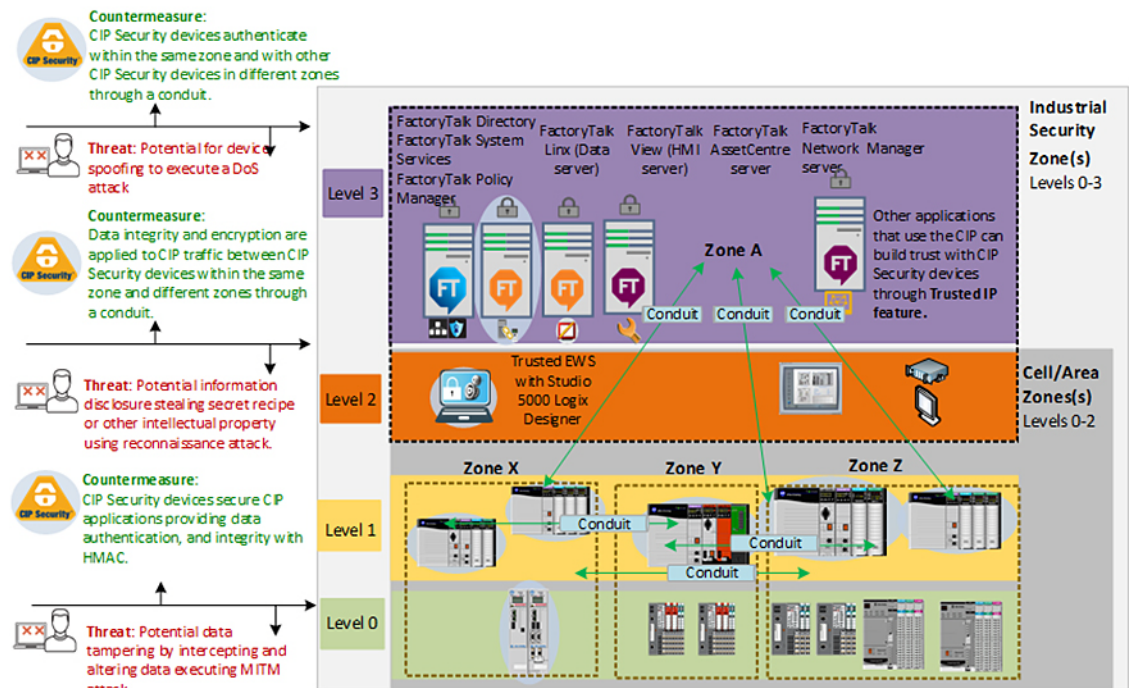 Countermeasure:
CIP Security devices authenticate
within the same zone and with other
CIP Security devices in different zones
through a conduit.
CIP Security
Threat: Potential for device
spoofing to execute a DoS
attack
Countermeasure:
Data integrity and encryption are
applied to CIP traffic between CIP
Security devices within the same
zone and different zones through
a conduit.
CIP Security
Threat: Potential information
disclosure stealing secret recipe
or other intellectual property
using reconnaissance attack.
Countermeasure:
CIP Security devices secure CIP
applications providing data
authentication, and integrity with
HMAC.
CIP Security
Threat: Potential data
tampering by intercepting and
altering data executing MITM
attack
Industrial
Security
Zone(s)
Levels 0-3
Level 3
FactoryTalk Directory
FactoryTalk System
Services
FactoryTalk Policy
Manager
FactoryTalk
Linx (Data
server)
FactoryTalk
View (HMI
server)
FactoryTalk
AssetCentre
server
FactoryTalk
Network Manager
server
FT
FT
FT
FT
FT
Zone A
Other applications
that use the CIP can
build trust with CIP
Security devices
through Trusted IP
feature.
Conduit
Conduit
Conduit
Level 2
Trusted EWS
with Studio
5000 Logix
Designer
Cell/Area
Zones(s)
Levels 0-2
Zone X
Zone Y
Zone Z
Level 1
Conduit
Conduit
Conduit
Level 0